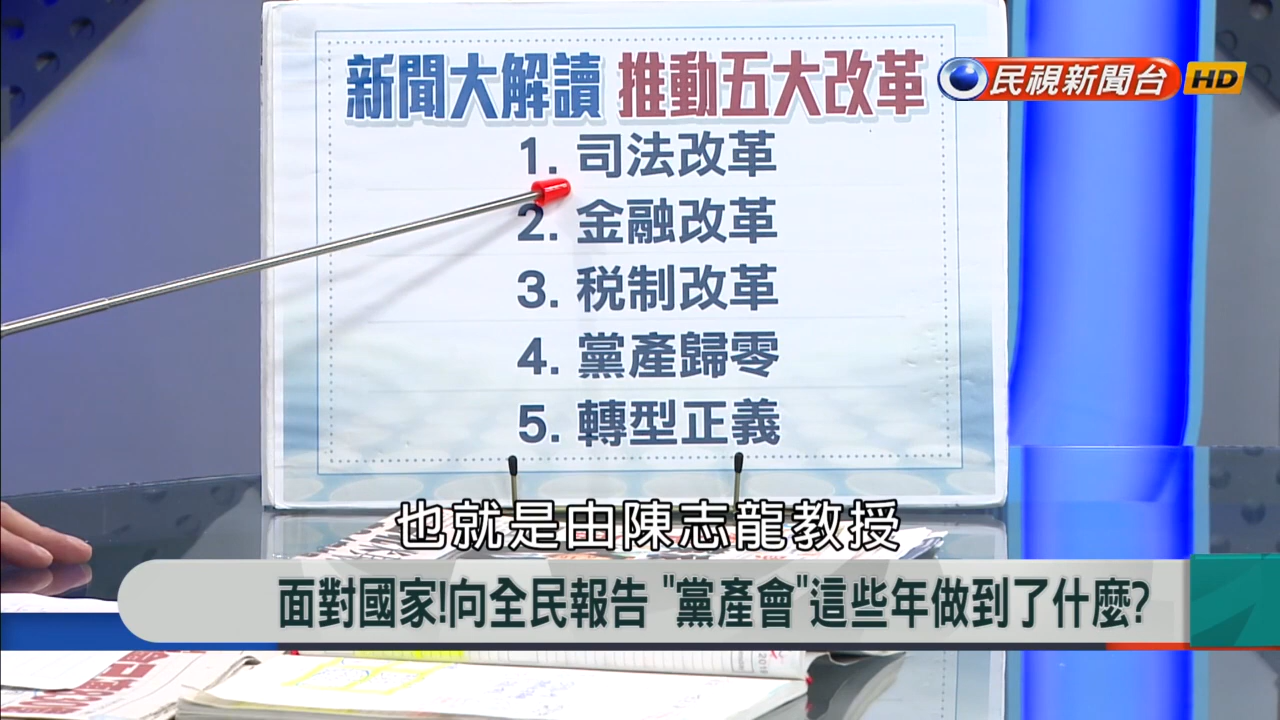 新聞大解讀 推動五大改革
民視新聞台 HD
1. 司法改革
2. 金融改革
3. 稅制改革
4. 黨產歸零
5. 轉型正義
也就是由陳志龍教授
面對國家!向全民報告 "黨產會"這些年做到了什麼?
2019